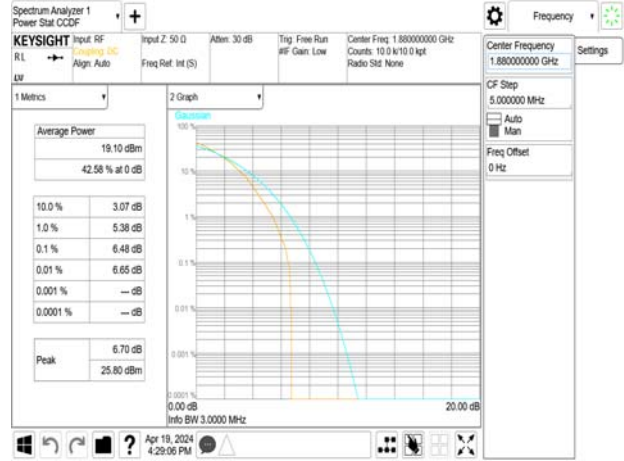 Spectrum Analyzer 1
Power Stat CCDF
+
Frequency
KEYSIGHT
Input: RF
Coupling: DC
Align: Auto
Input Z: 50 Ω
Freq Ref: Int (S)
Atten: 30 dB
Trig: Free Run
#IF Gain: Low
Center Freq: 1.880000000 GHz
Counts: 10.0 k/10.0 kpt
Radio Std: None
RL
LXI
Center Frequency
1.880000000 GHz
Settings
CF Step
5.000000 MHz
Auto
Man
Freq Offset
0 Hz
1 Metrics
2 Graph
Average Power
19.10 dBm
42.58 % at 0 dB
10.0 % 3.07 dB
1.0 % 5.38 dB
0.1 % 6.48 dB
0.01 % 6.65 dB
0.001 % --- dB
0.0001 % --- dB
Peak
6.70 dB
25.80 dBm
Gaussian
100 %
10 %
1 %
0.1 %
0.01 %
0.001 %
0.0001 %
0.00 dB
20.00 dB
Info BW 3.0000 MHz
?
Apr 19, 2024
4:29:06 PM